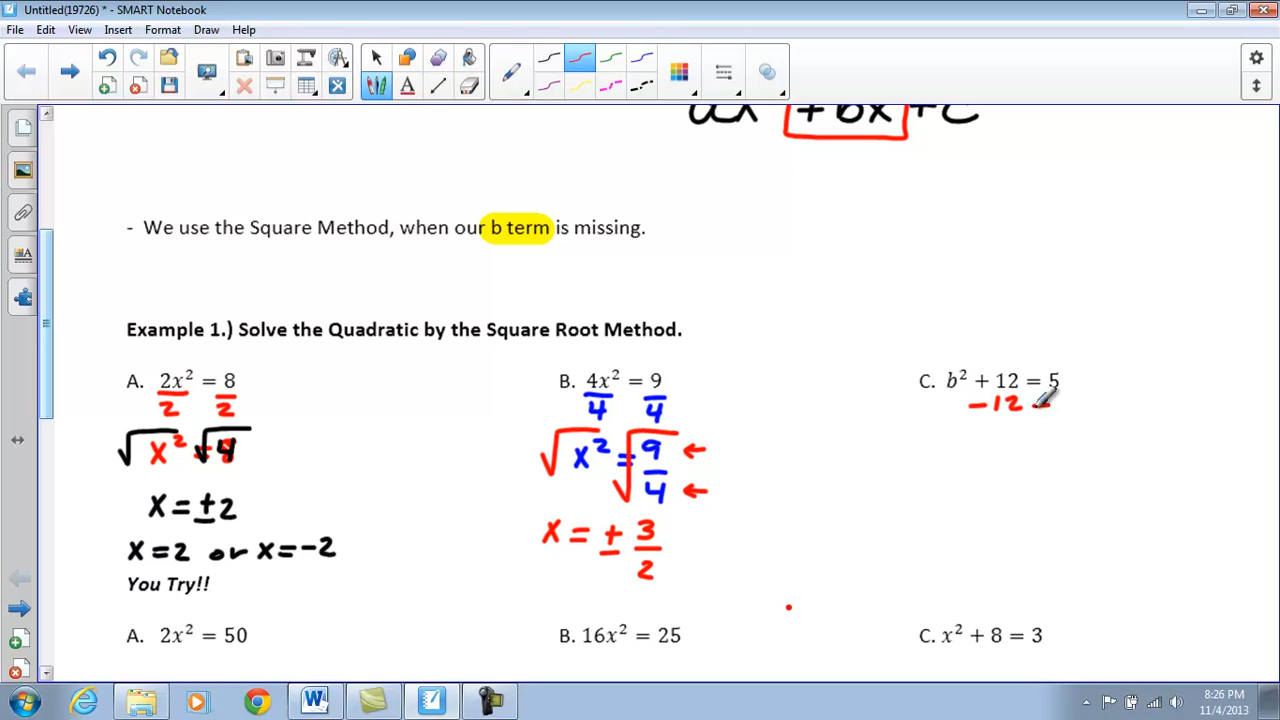 Untitled(19726) * - SMART Notebook
File Edit View Insert Format Draw Help
ax + bx + c
- We use the Square Method, when our b term is missing.
Example 1.) Solve the Quadratic by the Square Root Method.
A. 2x² = 8
2 2
√x² = √4
x = ±2
x = 2 or x = -2
B. 4x² = 9
4 4
√x² = √9/4
x = ± 3/2
C. b² + 12 = 5
-12 -
You Try!!
A. 2x² = 50
B. 16x² = 25
C. x² + 8 = 3
8:26 PM
11/4/2013